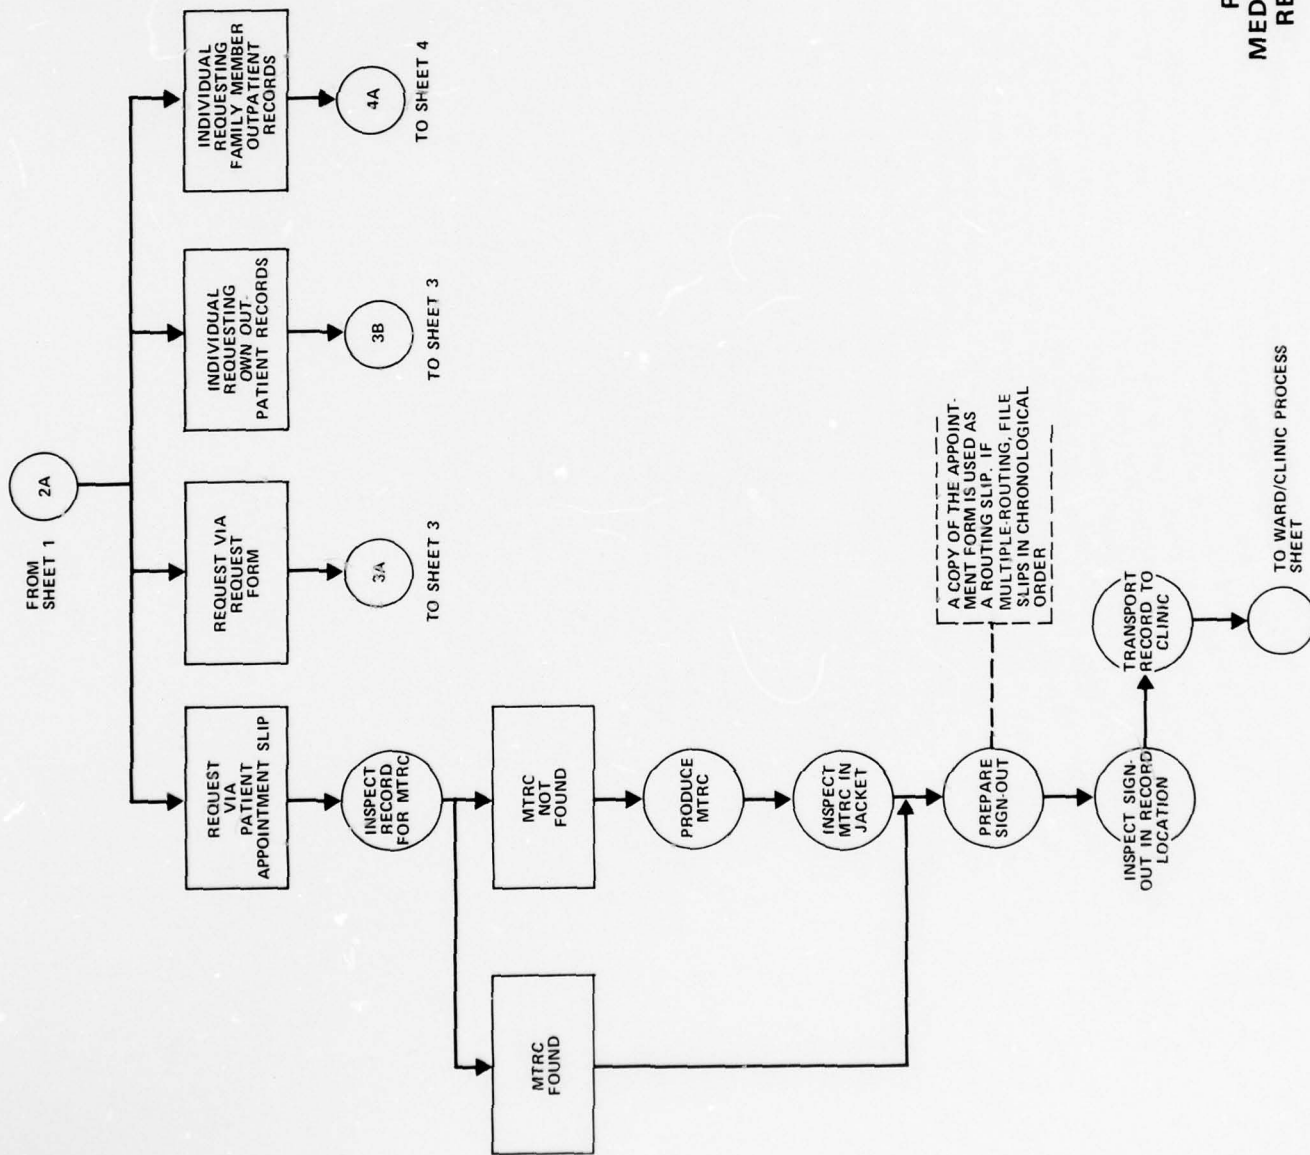 FROM
SHEET 1
2A
REQUEST
VIA
PATIENT
APPOINTMENT SLIP
REQUEST VIA
REQUEST
FORM
INDIVIDUAL
REQUESTING
OWN OUT-
PATIENT RECORDS
INDIVIDUAL
REQUESTING
FAMILY MEMBER
OUTPATIENT
RECORDS
INSPECT
RECORD
FOR MTRC
3A
3B
4A
TO SHEET 3
TO SHEET 3
TO SHEET 4
MTRC
FOUND
MTRC
NOT
FOUND
PRODUCE
MTRC
INSPECT
MTRC IN
JACKET
PREPARE
SIGN-OUT
A COPY OF THE APPOINT-
MENT FORM IS USED AS
A ROUTING SLIP. IF
MULTIPLE-ROUTING, FILE
SLIPS IN CHRONOLOGICAL
ORDER
INSPECT SIGN-
OUT IN RECORD
LOCATION
TRANSPORT
RECORD TO
CLINIC
TO WARD/CLINIC PROCESS
SHEET
MED
RE